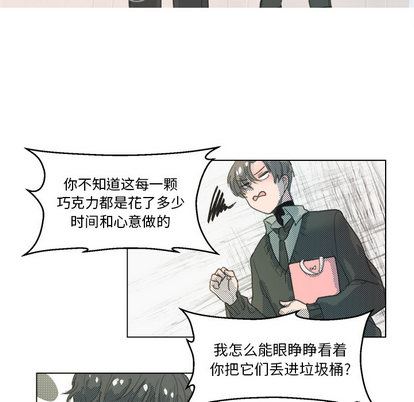 你不知道这每一颗
巧克力都是花了多少
时间和心意做的
我怎么能眼睁睁看着
你把它们丢进垃圾桶?